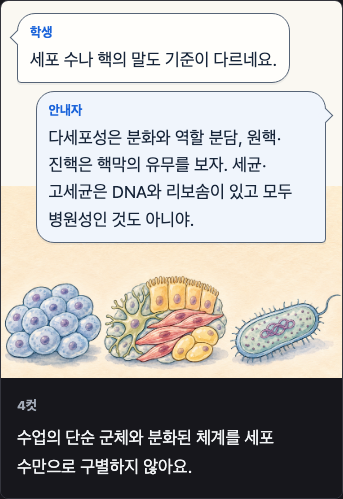 학생
세포 수나 핵의 말도 기준이 다르네요.
안내자
다세포성은 분화와 역할 분담, 원핵·
진핵은 핵막의 유무를 보자. 세균·
고세균은 DNA와 리보솜이 있고 모두
병원성인 것도 아니야.
4컷
수업의 단순 군체와 분화된 체계를 세포
수만으로 구별하지 않아요.